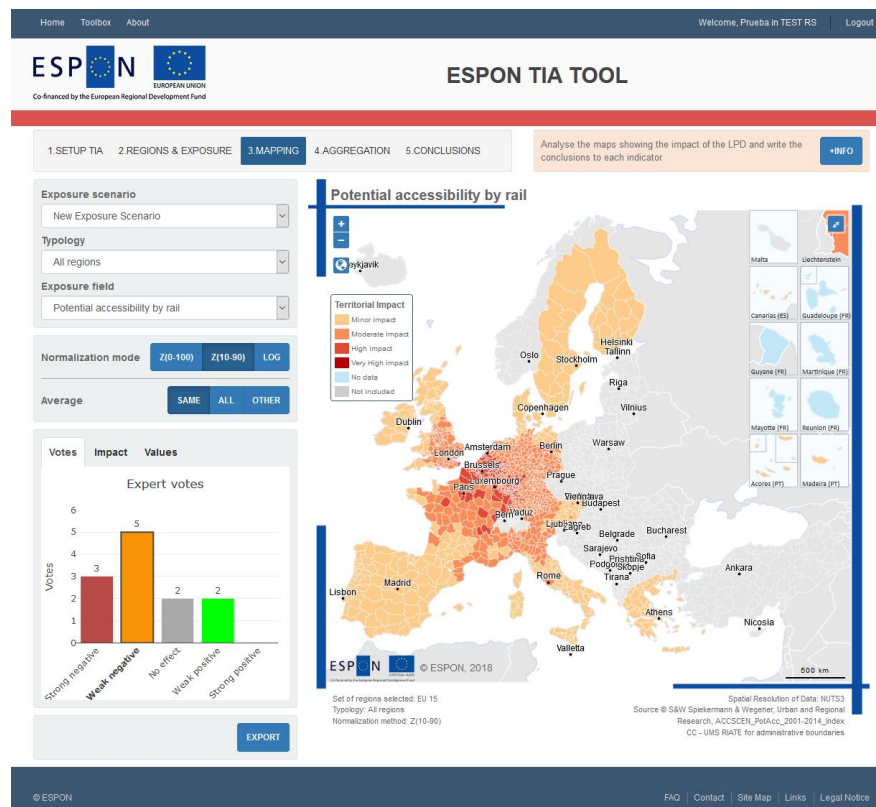 Home Toolbox About Welcome, Prueba in TEST RS Logout
ESPON
EUROPEAN UNION
Co-financed by the European Regional Development Fund
ESPON TIA TOOL
1.SETUP TIA 2.REGIONS & EXPOSURE 3.MAPPING 4.AGGREGATION 5.CONCLUSIONS
Analyse the maps showing the impact of the LPD and write the
conclusions to each indicator
+INFO
Exposure scenario
New Exposure Scenario
Typology
All regions
Exposure field
Potential accessibility by rail
Normalization mode Z(0-100) Z(10-90) LOG
Average SAME ALL OTHER
Votes Impact Values
Expert votes
Votes
6
5
4
3
2
1
0
3
5
2
2
Strong negative
Weak negative
No effect
Weak positive
Strong positive
EXPORT
Potential accessibility by rail
+
−
eykjavik
Territorial Impact
Minor impact
Moderate impact
High impact
Very High impact
No data
Not included
Oslo
Stockholm
Helsinki
Tallinn
Riga
Copenhagen
Vilnius
Dublin
London
Amsterdam
Berlin
Warsaw
Brussels
Luxembourg
Prague
Paris
Budapest
Bern
Vaduz
Ljubljana
Zagreb
Belgrade
Bucharest
Sarajevo
Prishtina
Sofia
Podgorica
Skopje
Tirana
Rome
Madrid
Lisbon
Ankara
Athens
Nicosia
Valletta
Malta
Liechtenstein
Canarias (ES)
Guadeloupe (FR)
Guyane (FR)
Martinique (FR)
Mayotte (FR)
Reunion (FR)
Acores (PT)
Madeira (PT)
ESPON © ESPON, 2018
500 km
Set of regions selected: EU 15
Typology: All regions
Normalization method: Z(10-90)
Spatial Resolution of Data: NUTS3
Source © S&W Spiekermann & Wegener, Urban and Regional
Research, ACCSCEN_PotAcc_2001-2014_Index
CC - UMS RIATE for administrative boundaries
© ESPON FAQ Contact Site Map Links Legal Notice